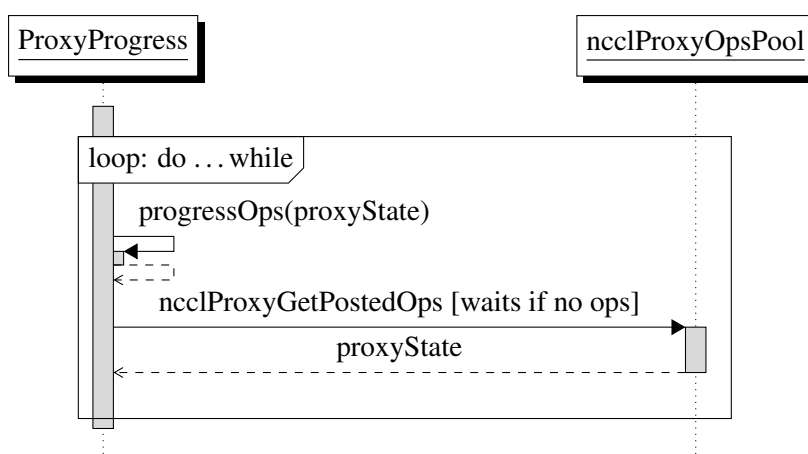 ProxyProgress
ncclProxyOpsPool
loop: do … while
progressOps(proxyState)
ncclProxyGetPostedOps [waits if no ops]
proxyState